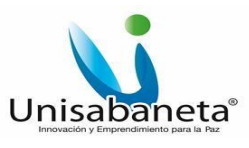 Unisabaneta®
Innovación y Emprendimiento para la Paz